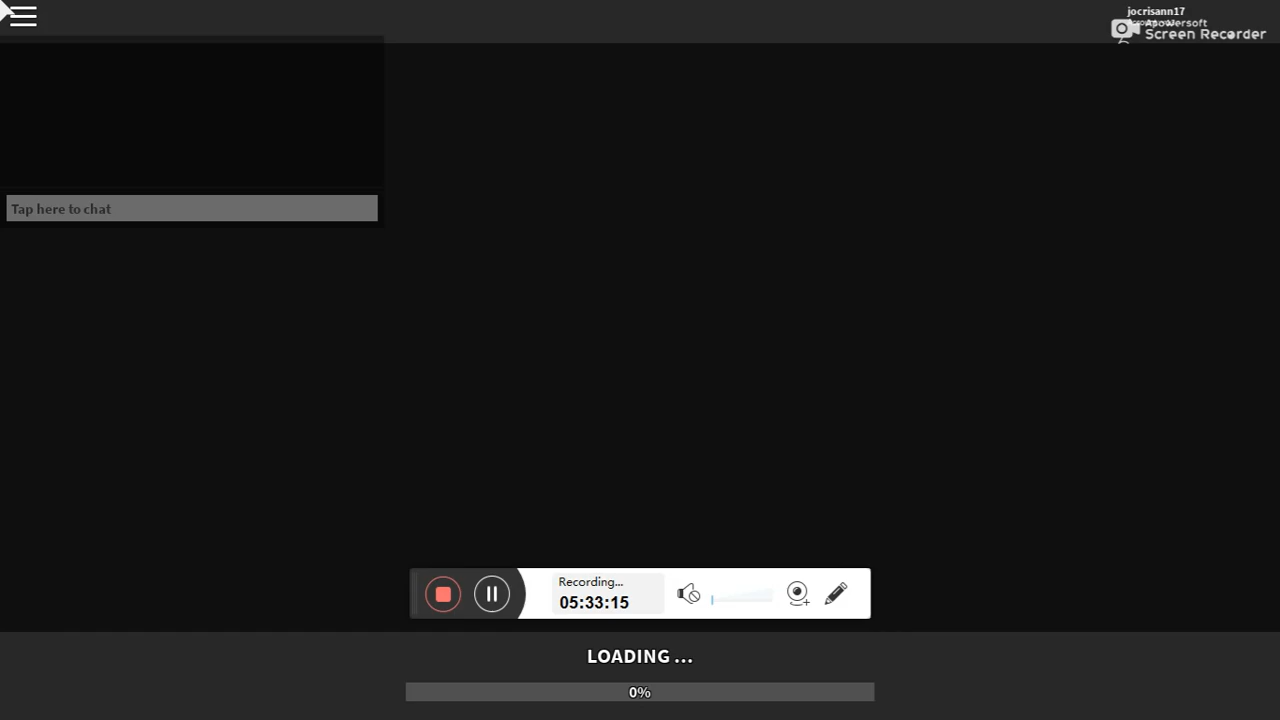 jocrisann17
Apowersoft
Screen Recorder
Tap here to chat
Recording...
05:33:15
LOADING ...
0%